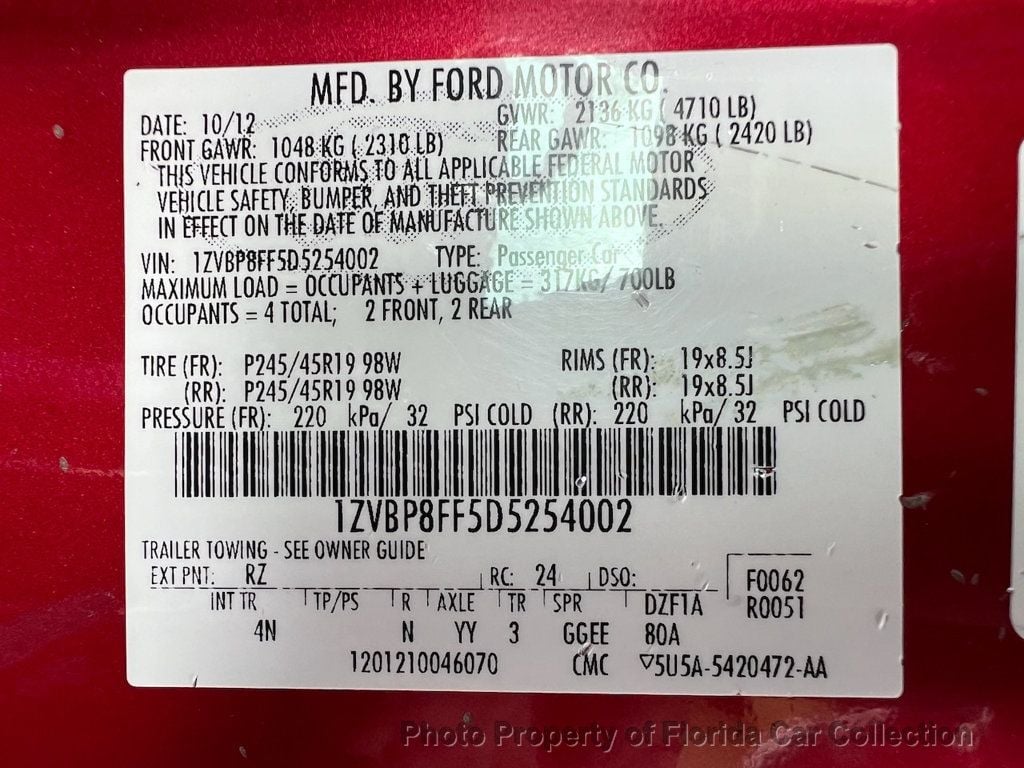 MFD. BY FORD MOTOR CO.
DATE: 10/12 GVWR: 2136 KG ( 4710 LB)
FRONT GAWR: 1048 KG ( 2310 LB) REAR GAWR: 1098 KG ( 2420 LB)
THIS VEHICLE CONFORMS TO ALL APPLICABLE FEDERAL MOTOR
VEHICLE SAFETY, BUMPER, AND THEFT PREVENTION STANDARDS
IN EFFECT ON THE DATE OF MANUFACTURE SHOWN ABOVE.
VIN: 1ZVBP8FF5D5254002 TYPE: Passenger Car
MAXIMUM LOAD = OCCUPANTS + LUGGAGE = 317KG/ 700LB
OCCUPANTS = 4 TOTAL; 2 FRONT, 2 REAR
TIRE (FR): P245/45R19 98W RIMS (FR): 19x8.5J
(RR): P245/45R19 98W (RR): 19x8.5J
PRESSURE (FR): 220 kPa/ 32 PSI COLD (RR): 220 kPa/ 32 PSI COLD
1ZVBP8FF5D5254002
TRAILER TOWING - SEE OWNER GUIDE
EXT PNT: RZ RC: 24 DSO: F0062
INT TR TP/PS R AXLE TR SPR DZF1A R0051
4N N YY 3 GGEE 80A
1201210046070 CMC ▽5U5A-5420472-AA
Photo Property of Florida Car Collection